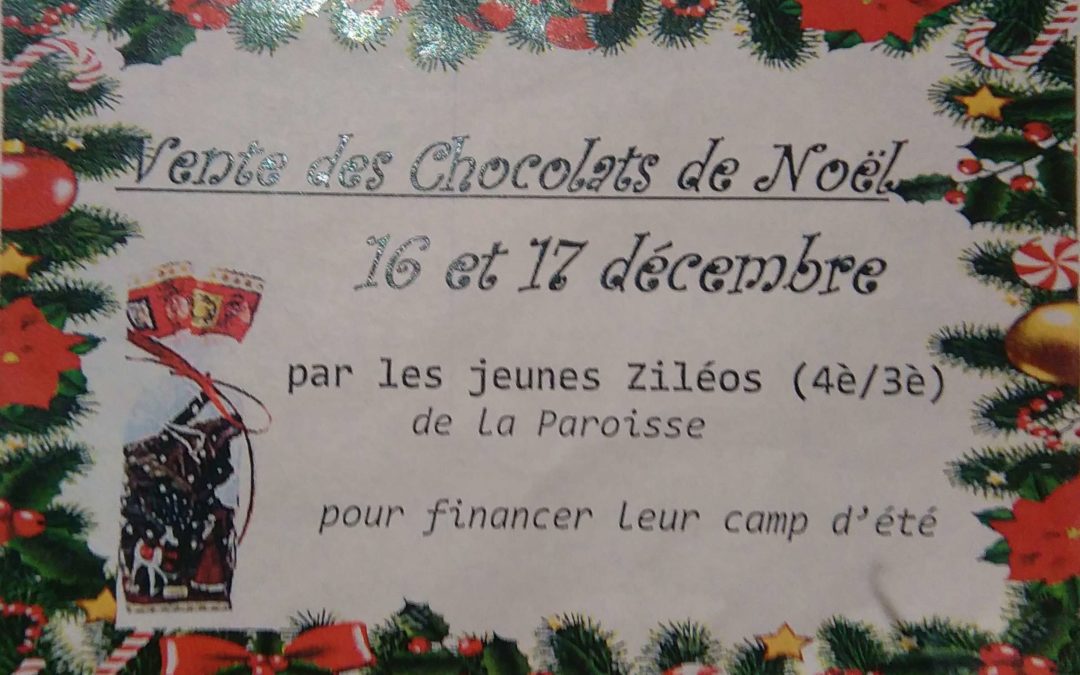 Vente des Chocolats de Noël
16 et 17 décembre
par les jeunes Ziléos (4è/3è)
de la Paroisse
pour financer leur camp d'été